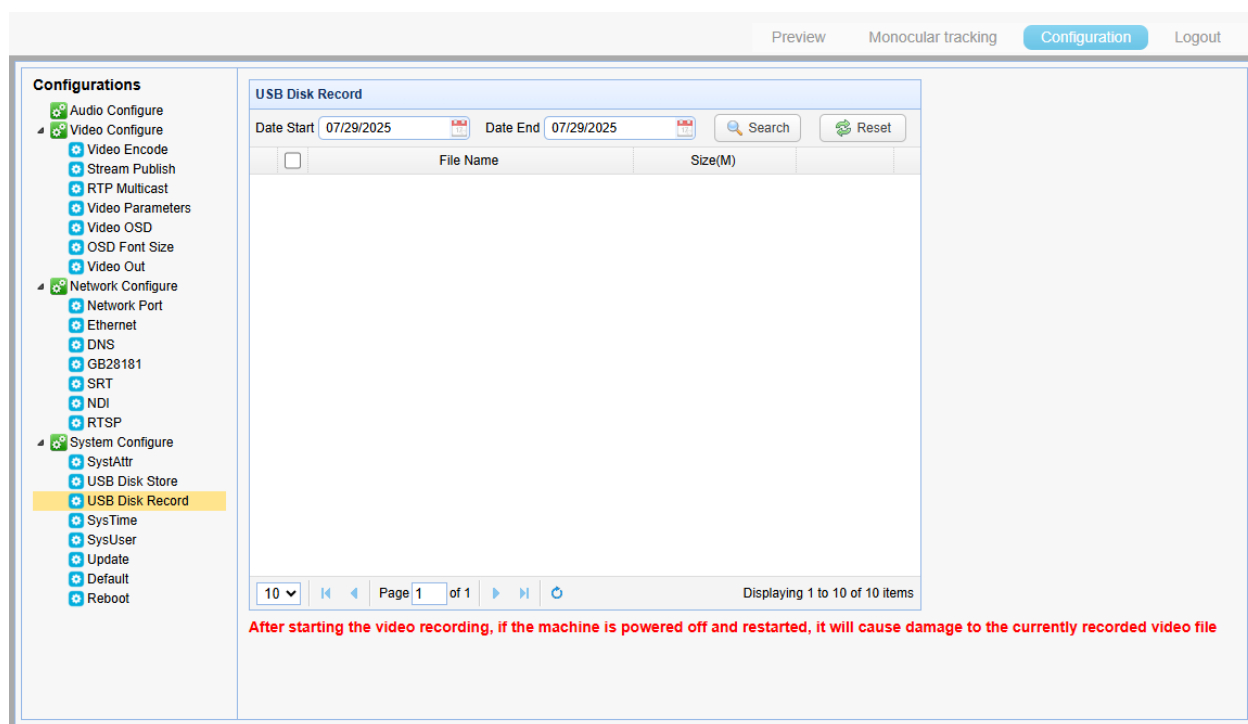 Preview Monocular tracking Configuration Logout
Configurations
Audio Configure
Video Configure
Video Encode
Stream Publish
RTP Multicast
Video Parameters
Video OSD
OSD Font Size
Video Out
Network Configure
Network Port
Ethernet
DNS
GB28181
SRT
NDI
RTSP
System Configure
SystAttr
USB Disk Store
USB Disk Record
SysTime
SysUser
Update
Default
Reboot
USB Disk Record
Date Start 07/29/2025 Date End 07/29/2025 Search Reset
File Name Size(M)
10 Page 1 of 1 Displaying 1 to 10 of 10 items
After starting the video recording, if the machine is powered off and restarted, it will cause damage to the currently recorded video file